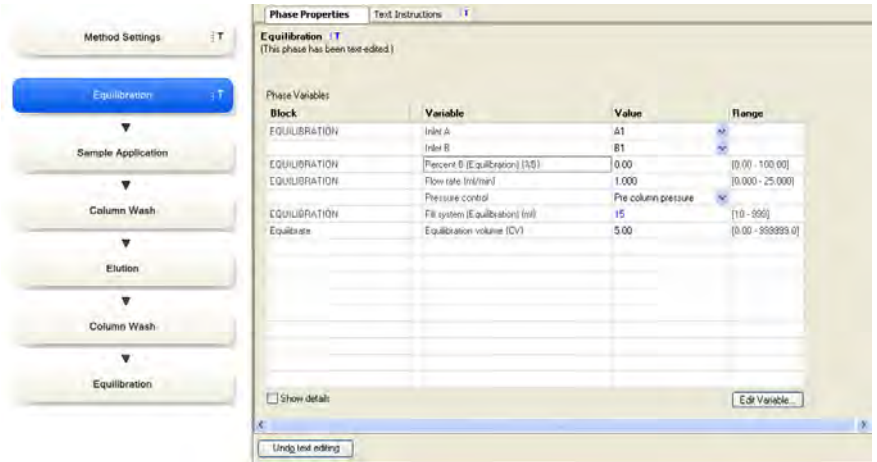 Method Settings T
Equilibration T
Sample Application
Column Wash
Elution
Column Wash
Equilibration
Phase Properties Text Instructions T
Equilibration T
(This phase has been text-edited.)
Phase Variables
Block Variable Value Range
EQUILIBRATION Inlet A A1
Inlet B B1
EQUILIBRATION Percent B (Equilibration) (%B) 0.00 [0.00 - 100.00]
EQUILIBRATION Flow rate (ml/min) 1.000 [0.000 - 25.000]
Pressure control Pre column pressure
EQUILIBRATION Fill system (Equilibration) (ml) 15 [10 - 999]
Equilibrate Equilibration volume (CV) 5.00 [0.00 - 999999.0]
Show details
Edit Variable...
Undo text editing